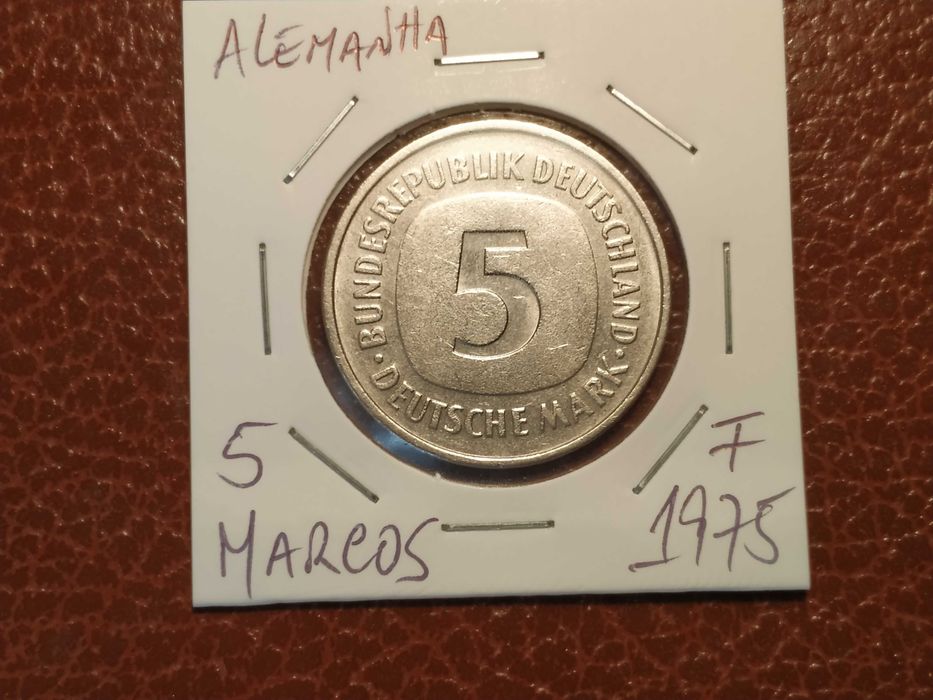 ALEMANHA
BUNDESREPUBLIK DEUTSCHLAND
5
· DEUTSCHE MARK ·
5
MARCOS
F
1975